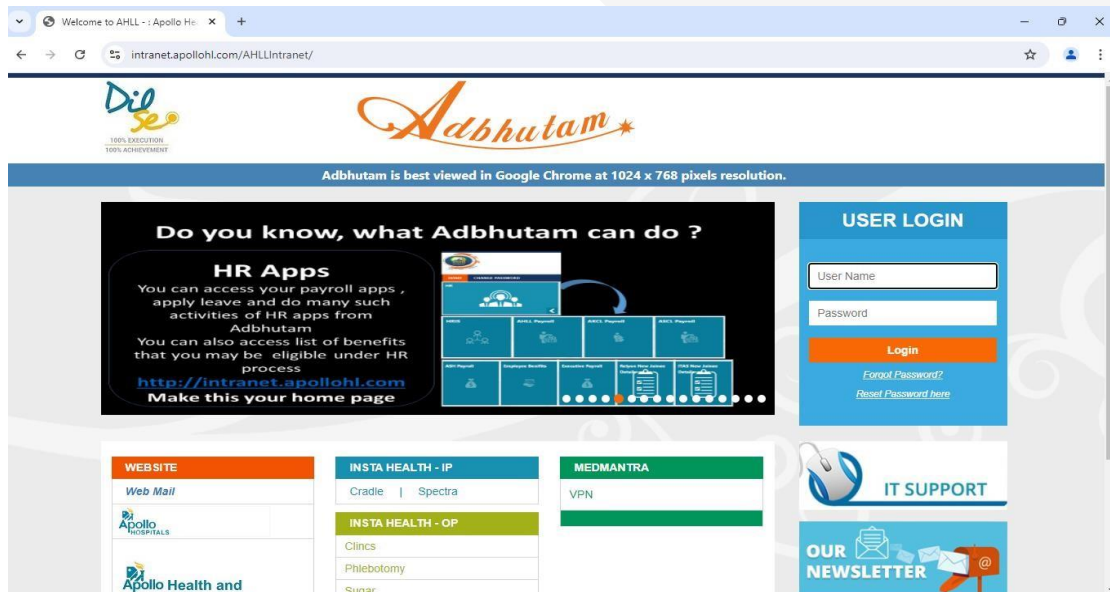 Welcome to AHLL - : Apollo He
intranet.apollohl.com/AHLLIntranet/
Dil
Se
100% EXECUTION
100% ACHIEVEMENT
Adbhutam
Adbhutam is best viewed in Google Chrome at 1024 x 768 pixels resolution.
Do you know, what Adbhutam can do ?
HR Apps
You can access your
payroll apps ,
apply leave and do
many such
activities of HR apps from
Adbhutam
You can also access list of benefits
that you may be eligible under HR
process
http://intranet.apollohl.com
Make this your home page
CHANGE PASSWORD
HRIS
AHLL Payroll
Employee Benefits
Executive Payroll
USER LOGIN
User Name
Password
Login
Forgot Password?
Reset Password here
WEBSITE
Web Mail
Apollo
HOSPITALS
Apollo Health and
INSTA HEALTH - IP
Cradle | Spectra
INSTA HEALTH - OP
Clincs
Phlebotomy
Sugar
MEDMANTRA
VPN
IT SUPPORT
OUR
NEWSLETTER